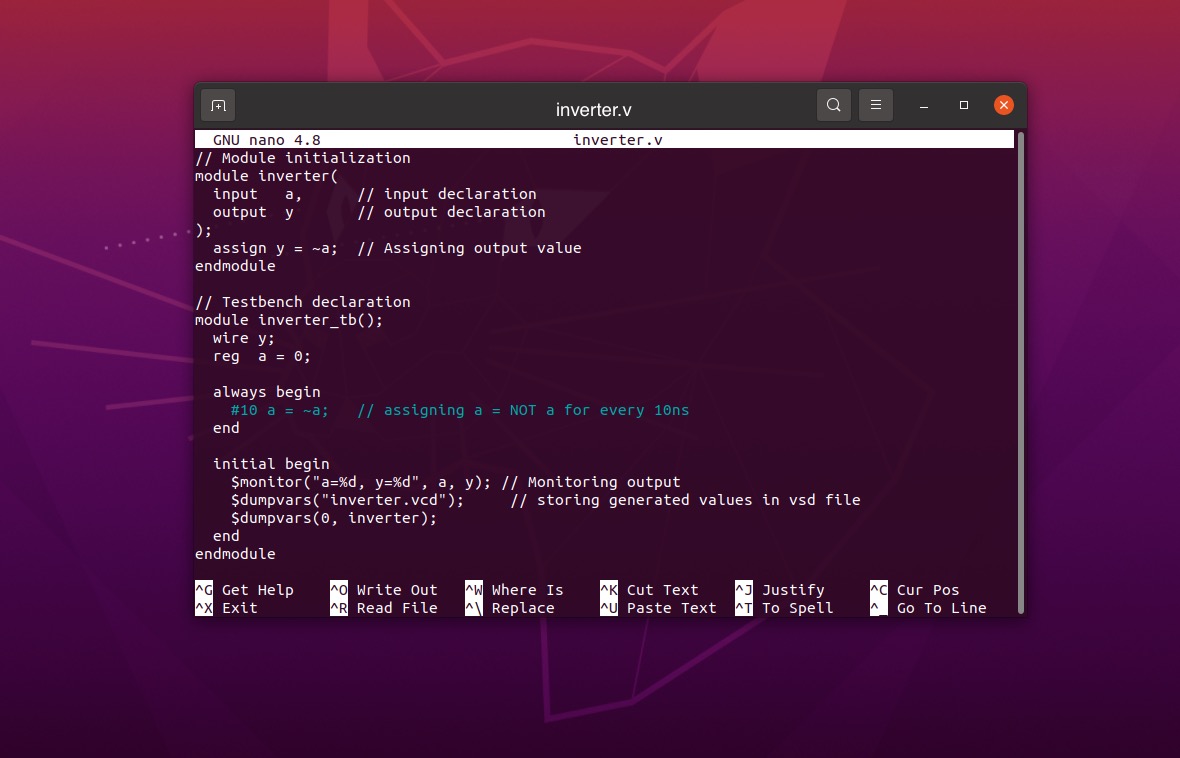 inverter.v
GNU nano 4.8 inverter.v
// Module initialization
module inverter(
  input   a,      // input declaration
  output  y       // output declaration
);
  assign y = ~a;  // Assigning output value
endmodule

// Testbench declaration
module inverter_tb();
  wire y;
  reg  a = 0;

  always begin
    #10 a = ~a;   // assigning a = NOT a for every 10ns
  end

  initial begin
    $monitor("a=%d, y=%d", a, y); // Monitoring output
    $dumpvars("inverter.vcd");     // storing generated values in vsd file
    $dumpvars(0, inverter);
  end
endmodule

^G Get Help    ^O Write Out   ^W Where Is    ^K Cut Text    ^J Justify     ^C Cur Pos
^X Exit        ^R Read File   ^\ Replace     ^U Paste Text  ^T To Spell    ^_ Go To Line